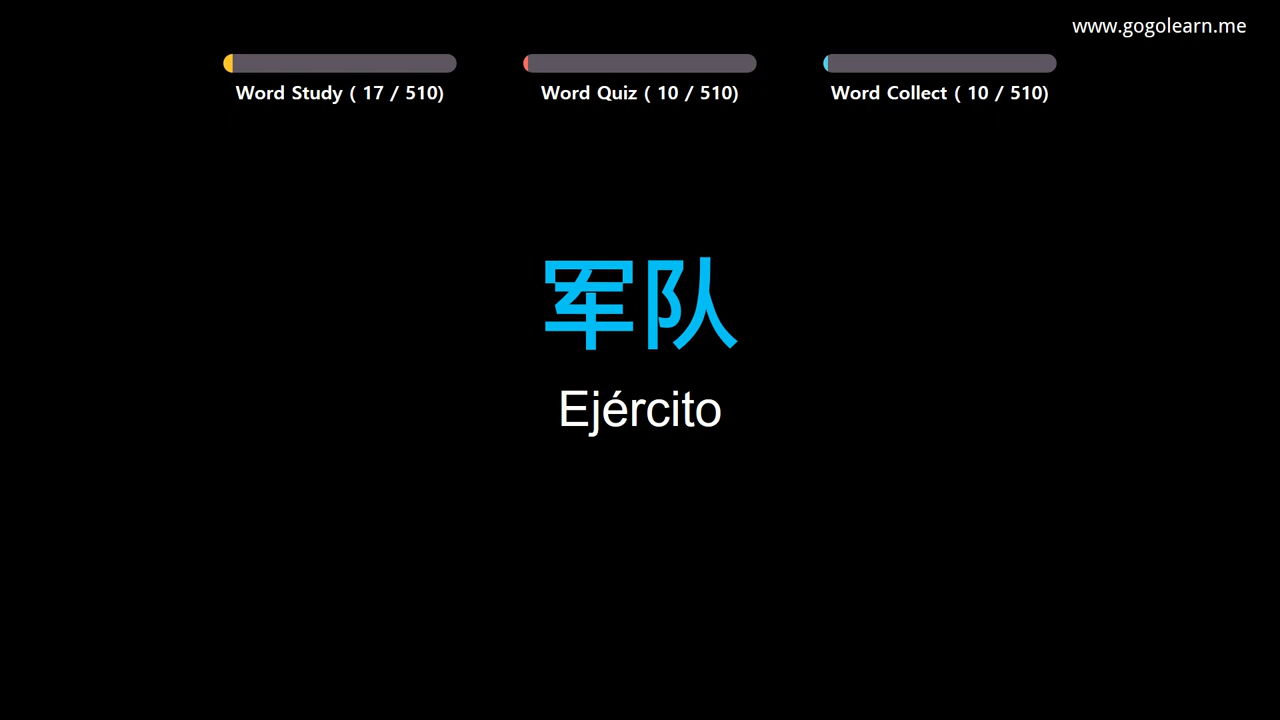 www.gogolearn.me
Word Study ( 17 / 510)
Word Quiz ( 10 / 510)
Word Collect ( 10 / 510)
军队
Ejército